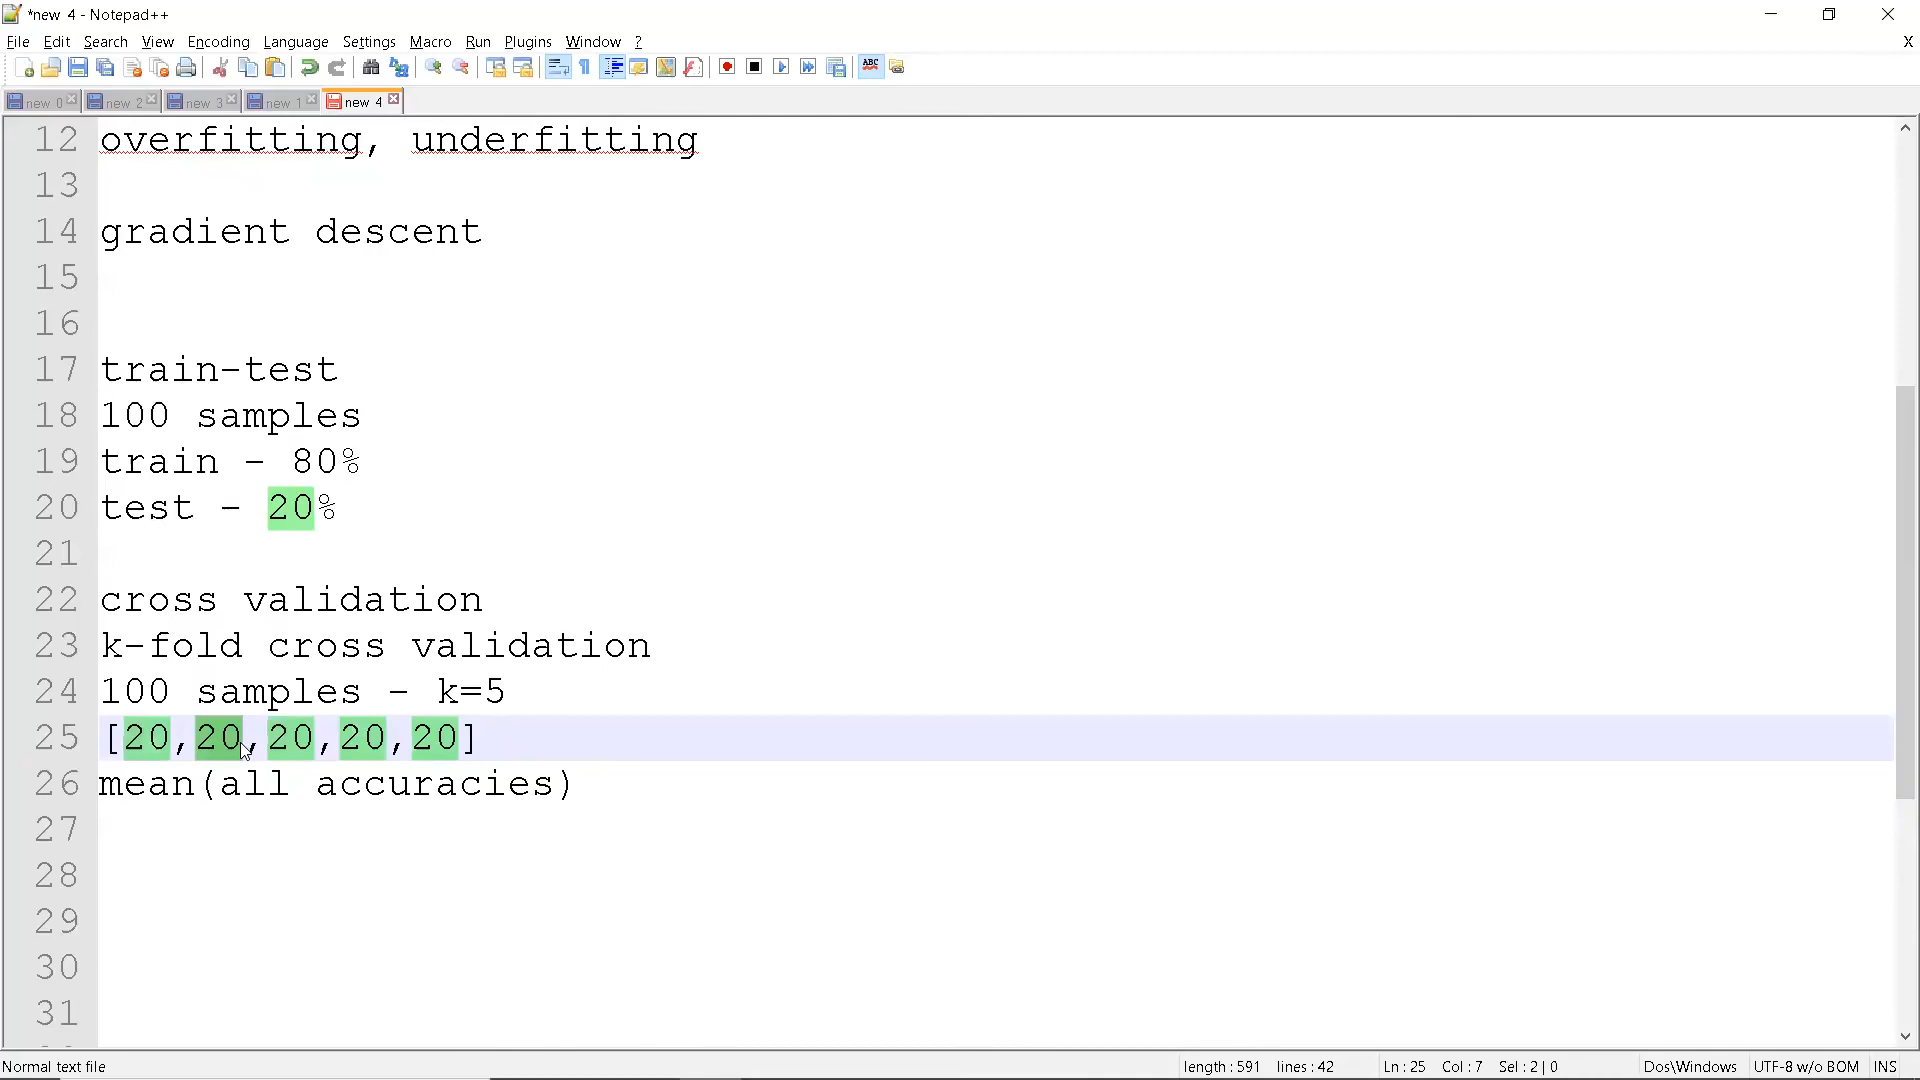 *new 4 - Notepad++
File Edit Search View Encoding Language Settings Macro Run Plugins Window ? X
ABC
new 0 new 2 new 3 new 1 new 4
12 overfitting, underfitting
13
14 gradient descent
15
16
17 train-test
18 100 samples
19 train - 80%
20 test - 20%
21
22 cross validation
23 k-fold cross validation
24 100 samples - k=5
25 [20,20,20,20,20]
26 mean(all accuracies)
27
28
29
30
31
Normal text file length : 591 lines : 42 Ln : 25 Col : 7 Sel : 2 | 0 Dos\Windows UTF-8 w/o BOM INS